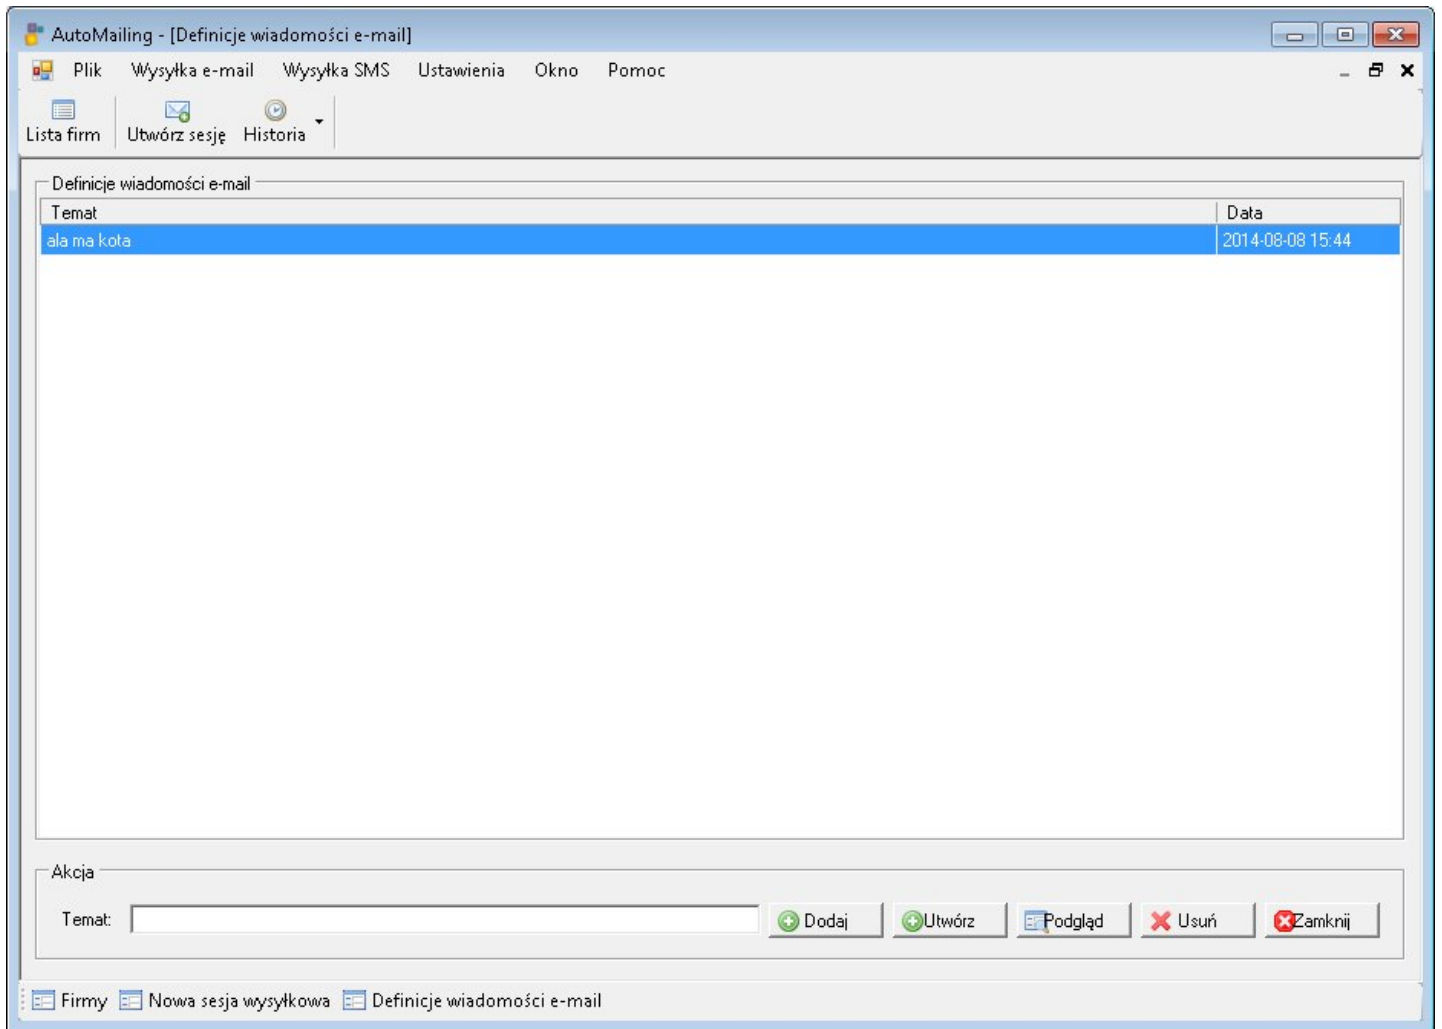 AutoMailing - [Definicje wiadomości e-mail]
Plik Wysyłka e-mail Wysyłka SMS Ustawienia Okno Pomoc
Lista firm Utwórz sesję Historia
Definicje wiadomości e-mail
Temat Data
ala ma kota 2014-08-08 15:44
Akcja
Temat: Dodaj Utwórz Podgląd Usuń Zamknij
Firmy Nowa sesja wysyłkowa Definicje wiadomości e-mail